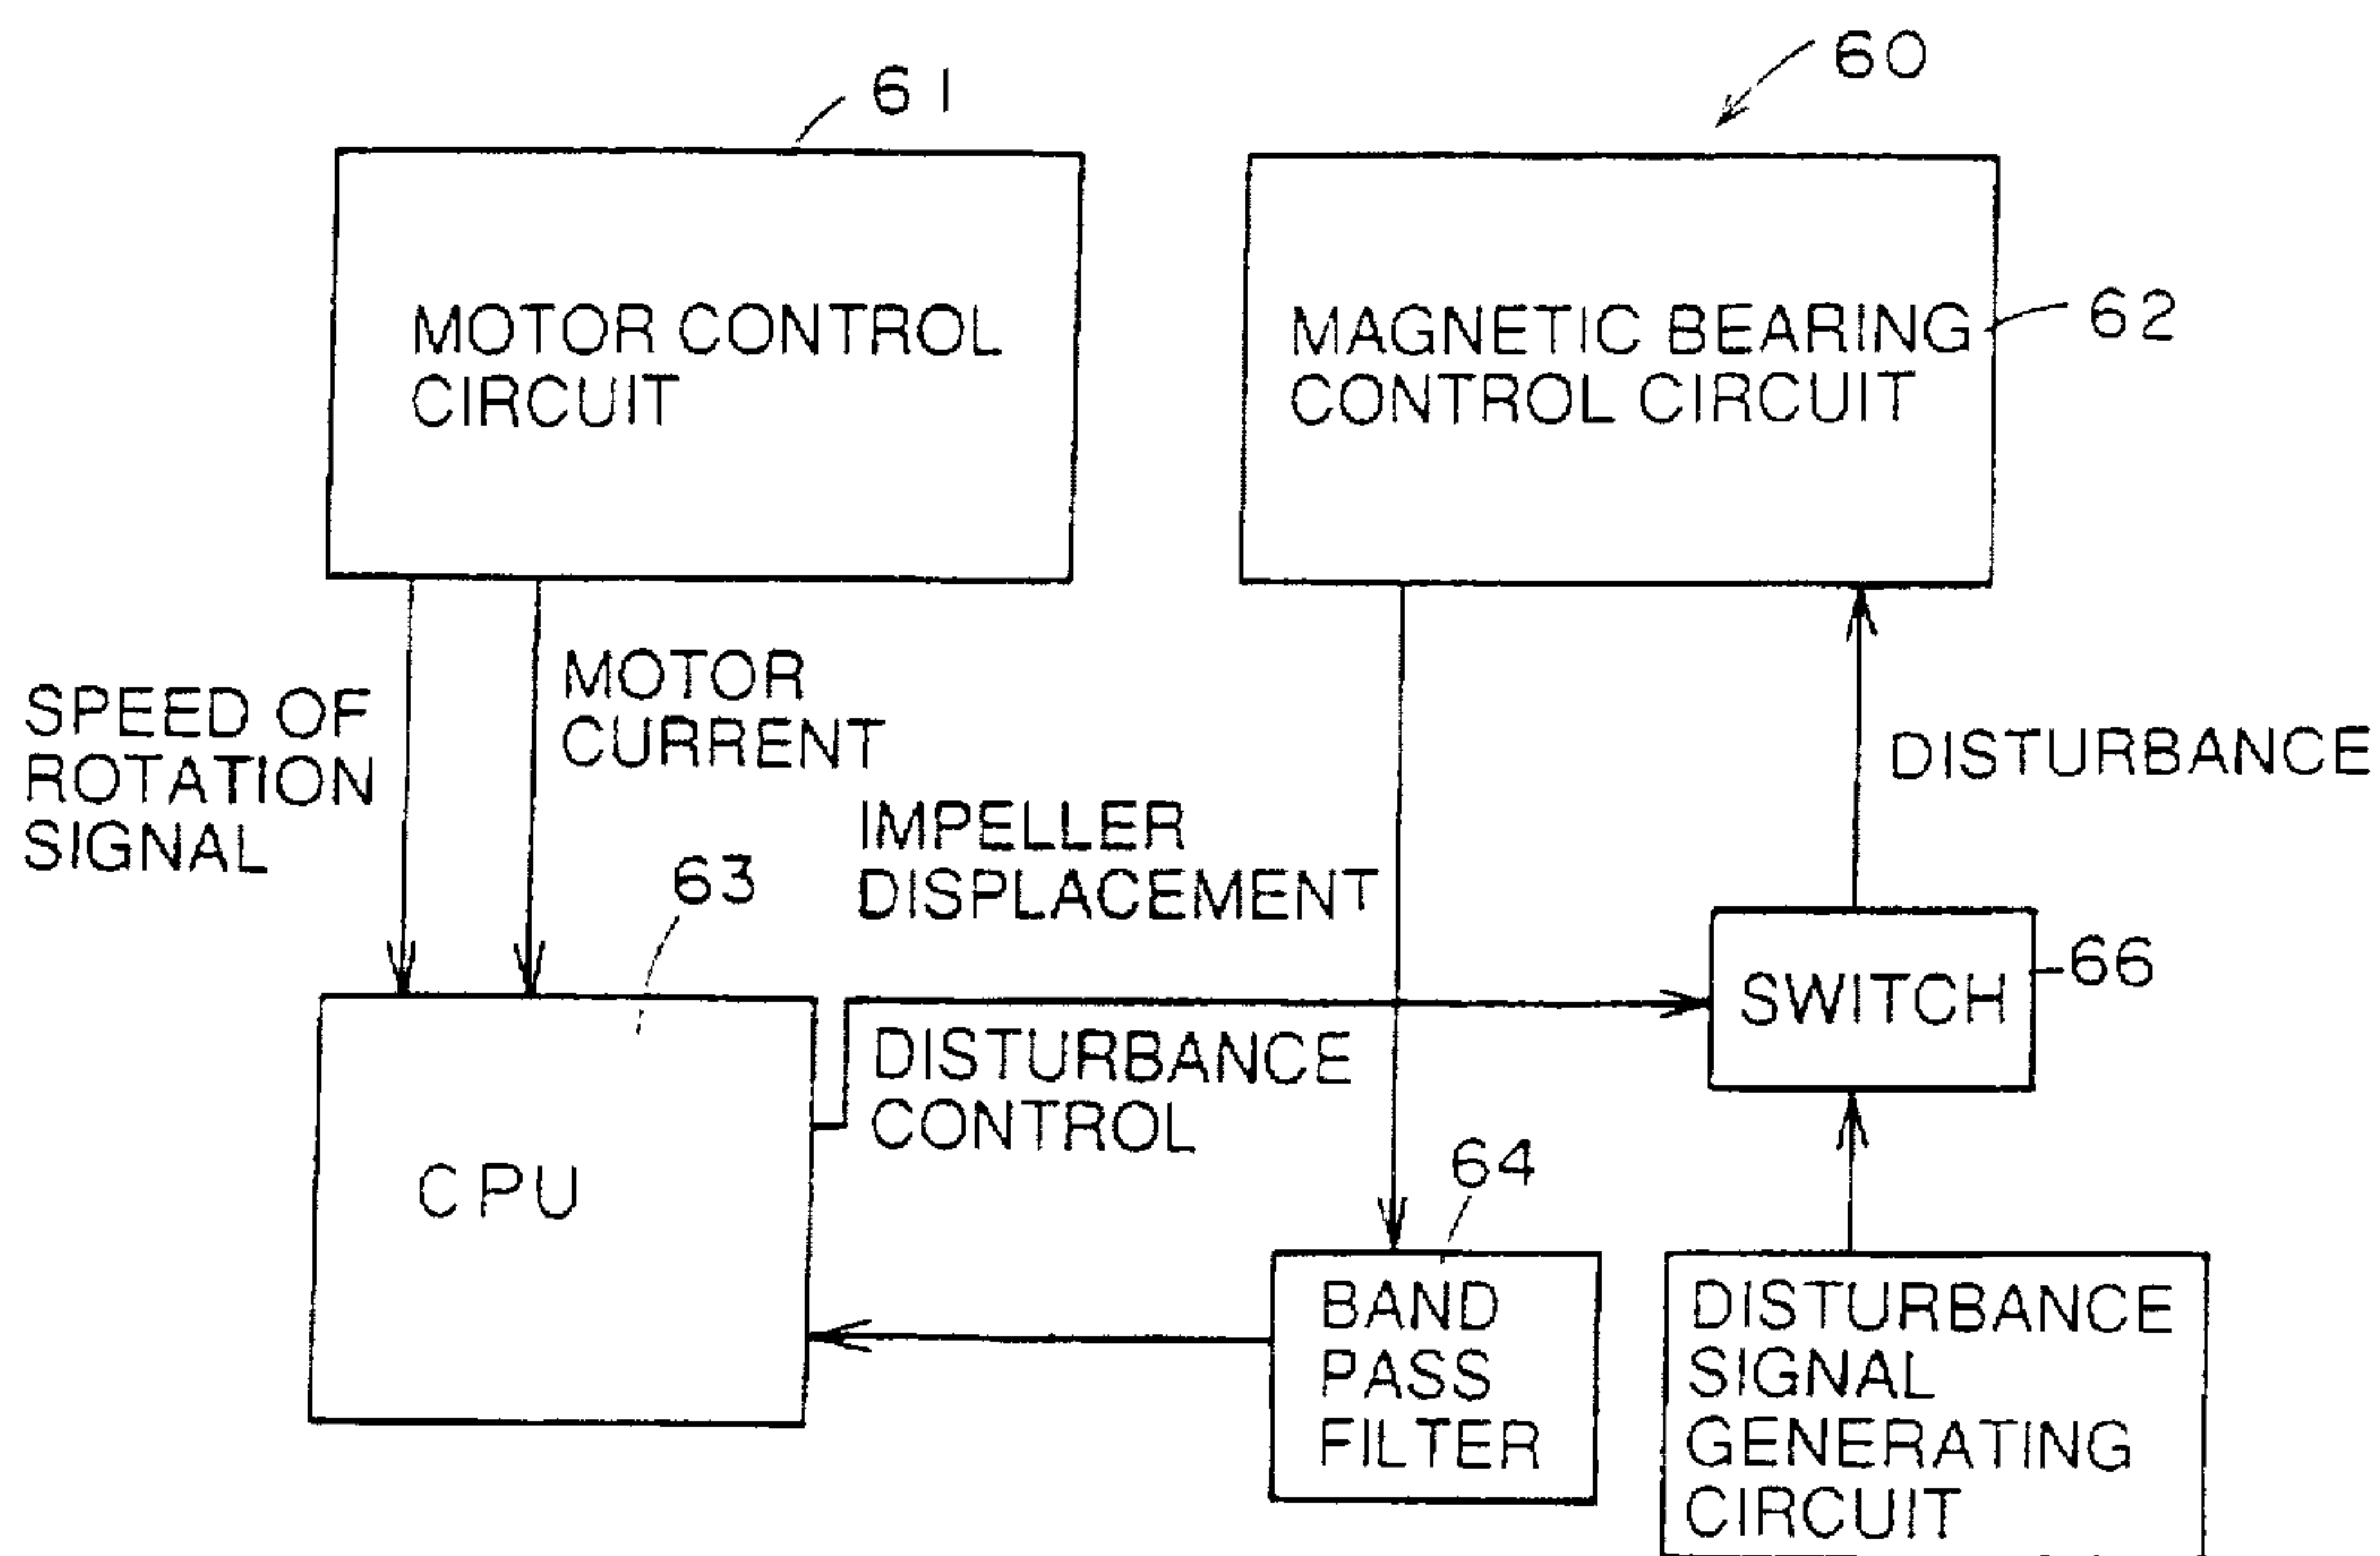 60
61
MOTOR CONTROL
CIRCUIT
MAGNETIC BEARING
CONTROL CIRCUIT
62
SPEED OF
ROTATION
SIGNAL
MOTOR
CURRENT
IMPELLER
DISPLACEMENT
DISTURBANCE
63
CPU
DISTURBANCE
CONTROL
SWITCH
66
64
BAND
PASS
FILTER
DISTURBANCE
SIGNAL
GENERATING
CIRCUIT